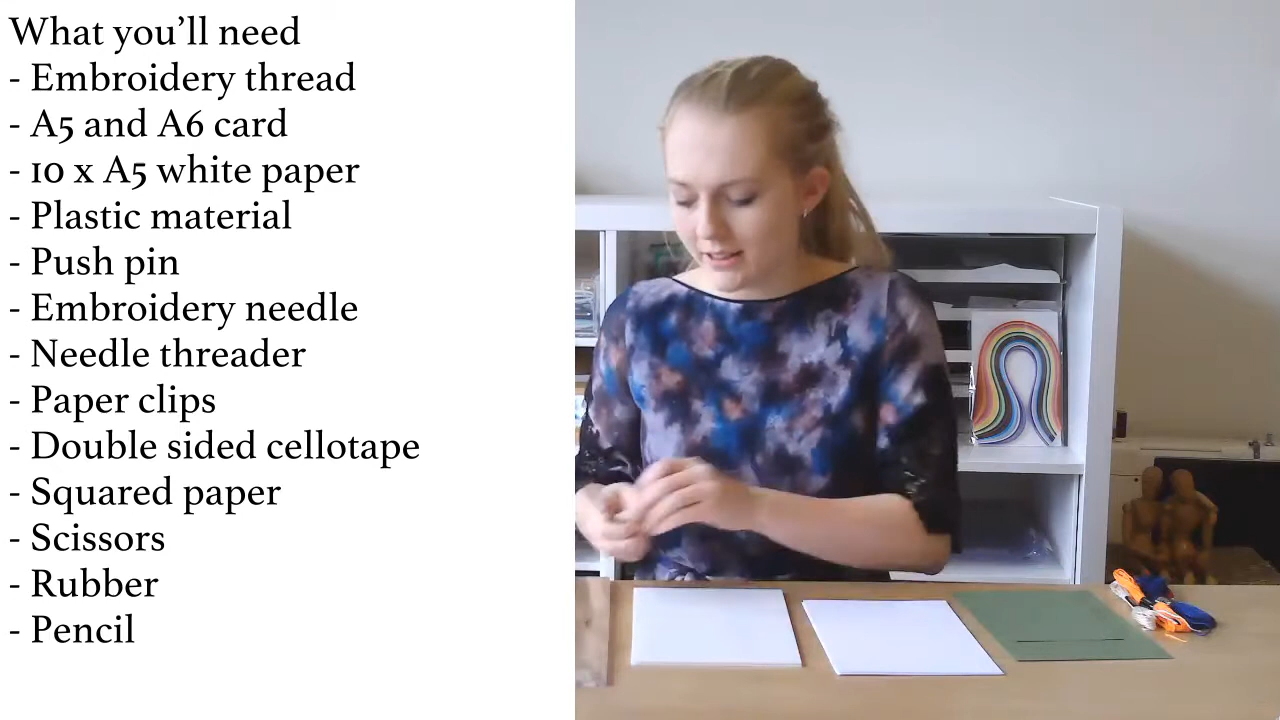 What you’ll need
- Embroidery thread
- A5 and A6 card
- 10 x A5 white paper
- Plastic material
- Push pin
- Embroidery needle
- Needle threader
- Paper clips
- Double sided cellotape
- Squared paper
- Scissors
- Rubber
- Pencil